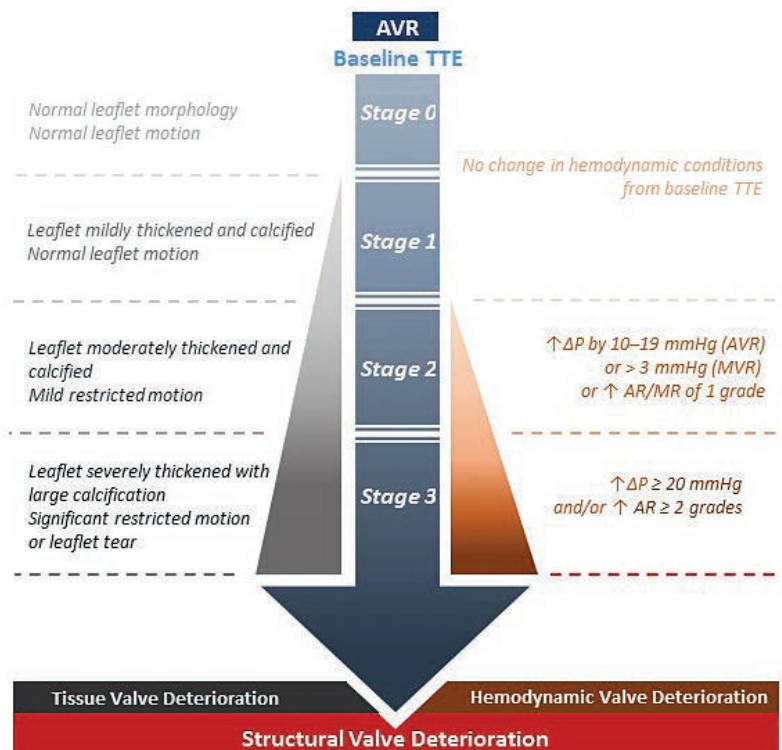 AVR
Baseline TTE
Normal leaflet morphology
Normal leaflet motion
Stage 0
No change in hemodynamic conditions
from baseline TTE
Leaflet mildly thickened and calcified
Normal leaflet motion
Stage 1
Leaflet moderately thickened and
calcified
Mild restricted motion
Stage 2
↑ΔP by 10–19 mmHg (AVR)
or > 3 mmHg (MVR)
or ↑ AR/MR of 1 grade
Leaflet severely thickened with
large calcification
Significant restricted motion
or leaflet tear
Stage 3
↑ΔP ≥ 20 mmHg
and/or ↑ AR ≥ 2 grades
Tissue Valve Deterioration
Hemodynamic Valve Deterioration
Structural Valve Deterioration